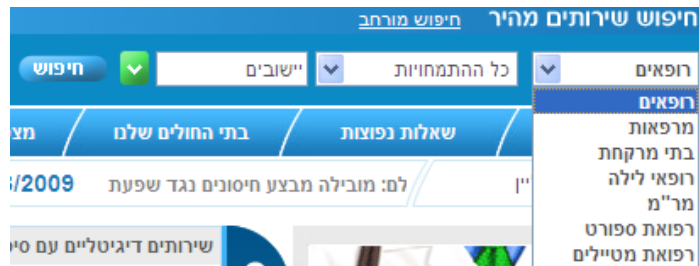 חיפוש שירותים מהיר חיפוש מורחב
רופאים כל ההתמחויות יישובים חיפוש
רופאים
מרפאות
בתי מרקחת
רופאי לילה
מר"מ
רפואת ספורט
רפואת מטיילים
שאלות נפוצות בתי החולים שלנו
לם: מובילה מבצע חיסונים נגד שפעת /2009
שירותים דיגיטליים עם